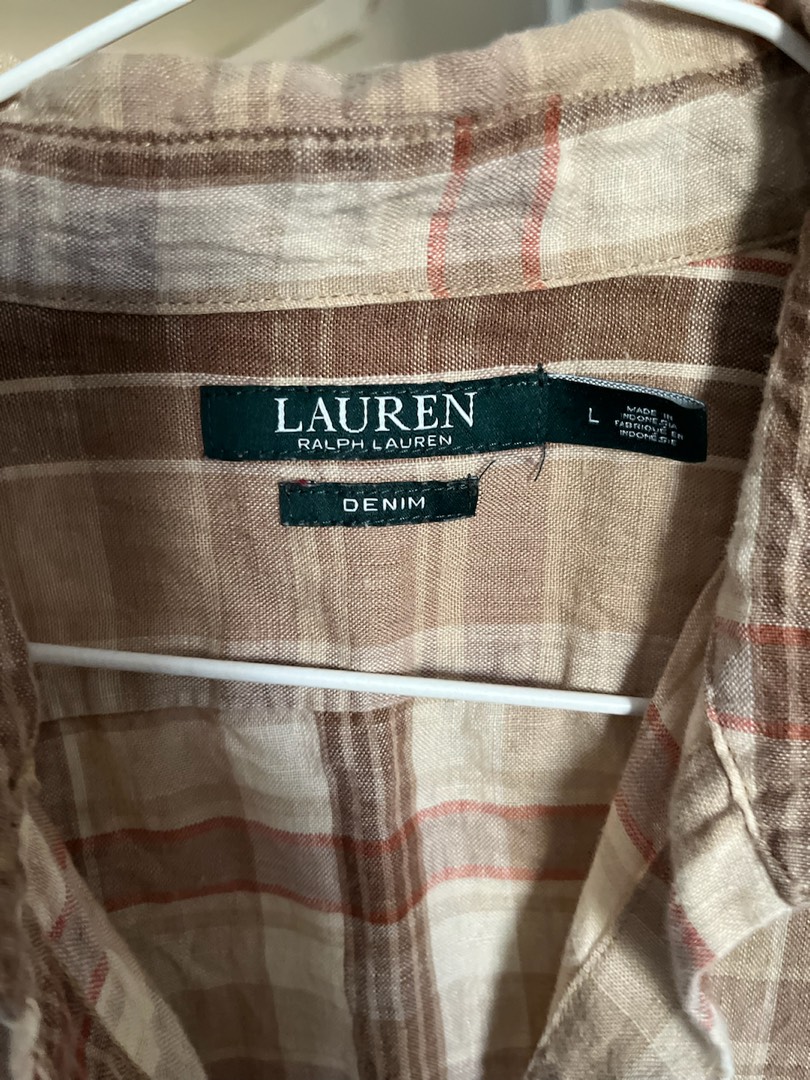 LAUREN
RALPH LAUREN
L
MADE IN
INDONESIA
FABRIQUÉ EN
INDONÉSIE
DENIM